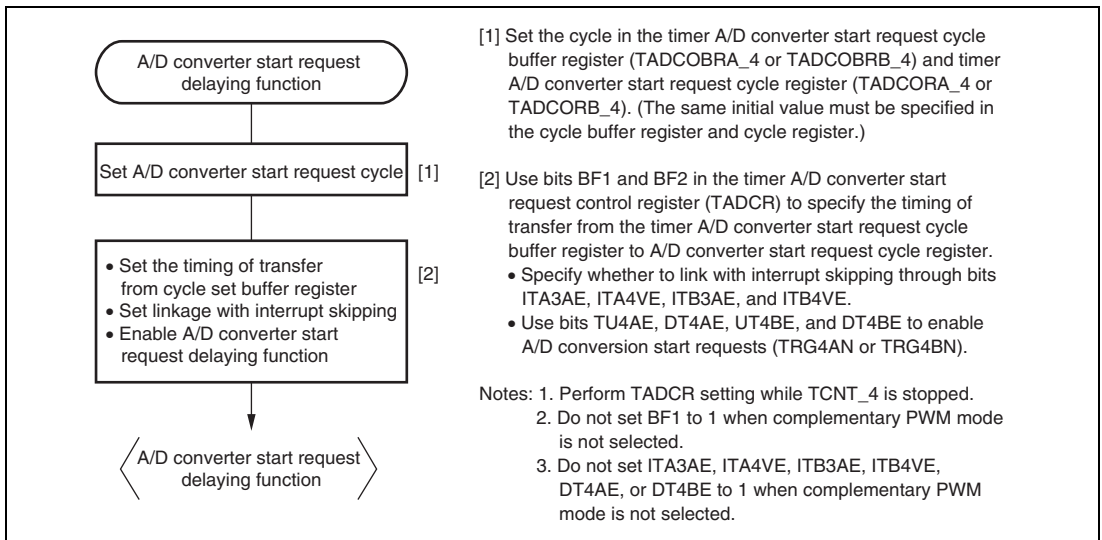 A/D converter start request
delaying function
Set A/D converter start request cycle [1]
• Set the timing of transfer
from cycle set buffer register
• Set linkage with interrupt skipping
• Enable A/D converter start
request delaying function
[2]
A/D converter start request
delaying function
[1] Set the cycle in the timer A/D converter start request cycle
buffer register (TADCOBRA_4 or TADCOBRB_4) and timer
A/D converter start request cycle register (TADCORA_4 or
TADCORB_4). (The same initial value must be specified in
the cycle buffer register and cycle register.)
[2] Use bits BF1 and BF2 in the timer A/D converter start
request control register (TADCR) to specify the timing of
transfer from the timer A/D converter start request cycle
buffer register to A/D converter start request cycle register.
• Specify whether to link with interrupt skipping through bits
ITA3AE, ITA4VE, ITB3AE, and ITB4VE.
• Use bits TU4AE, DT4AE, UT4BE, and DT4BE to enable
A/D conversion start requests (TRG4AN or TRG4BN).
Notes: 1. Perform TADCR setting while TCNT_4 is stopped.
2. Do not set BF1 to 1 when complementary PWM mode
is not selected.
3. Do not set ITA3AE, ITA4VE, ITB3AE, ITB4VE,
DT4AE, or DT4BE to 1 when complementary PWM
mode is not selected.